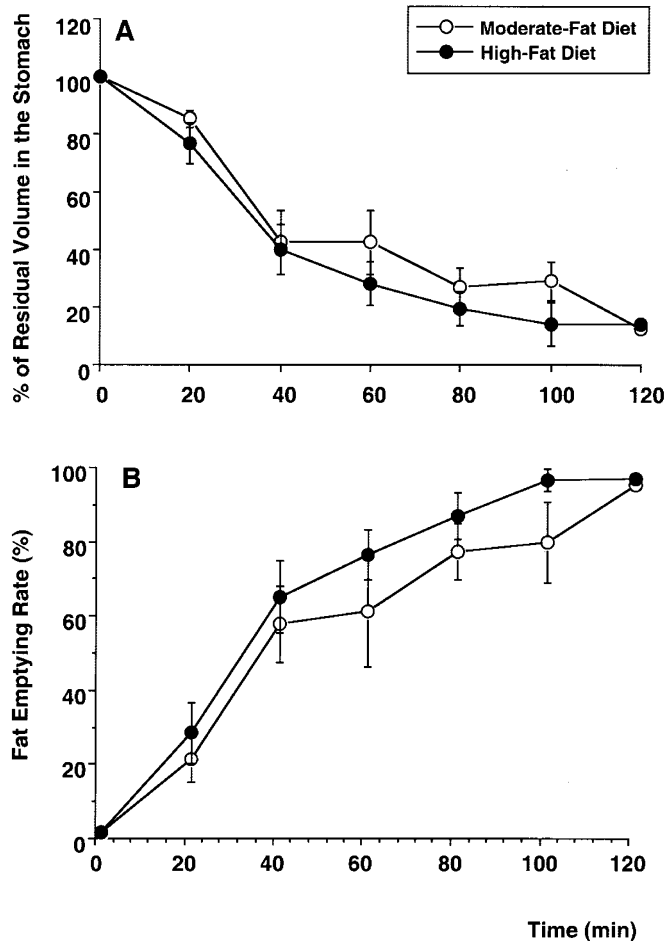 120
A
Moderate-Fat Diet
High-Fat Diet
100
80
60
40
20
0
% of Residual Volume in the Stomach
0 20 40 60 80 100 120
100
B
80
60
40
20
0
Fat Emptying Rate (%)
0 20 40 60 80 100 120
Time (min)